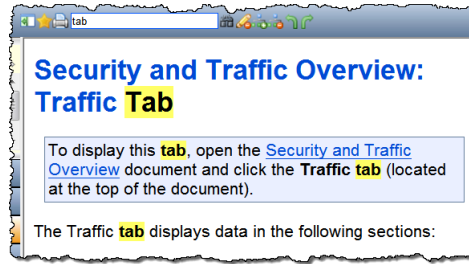 tab
Security and Traffic Overview:
Traffic Tab
To display this tab, open the Security and Traffic
Overview document and click the Traffic tab (located
at the top of the document).
The Traffic tab displays data in the following sections: